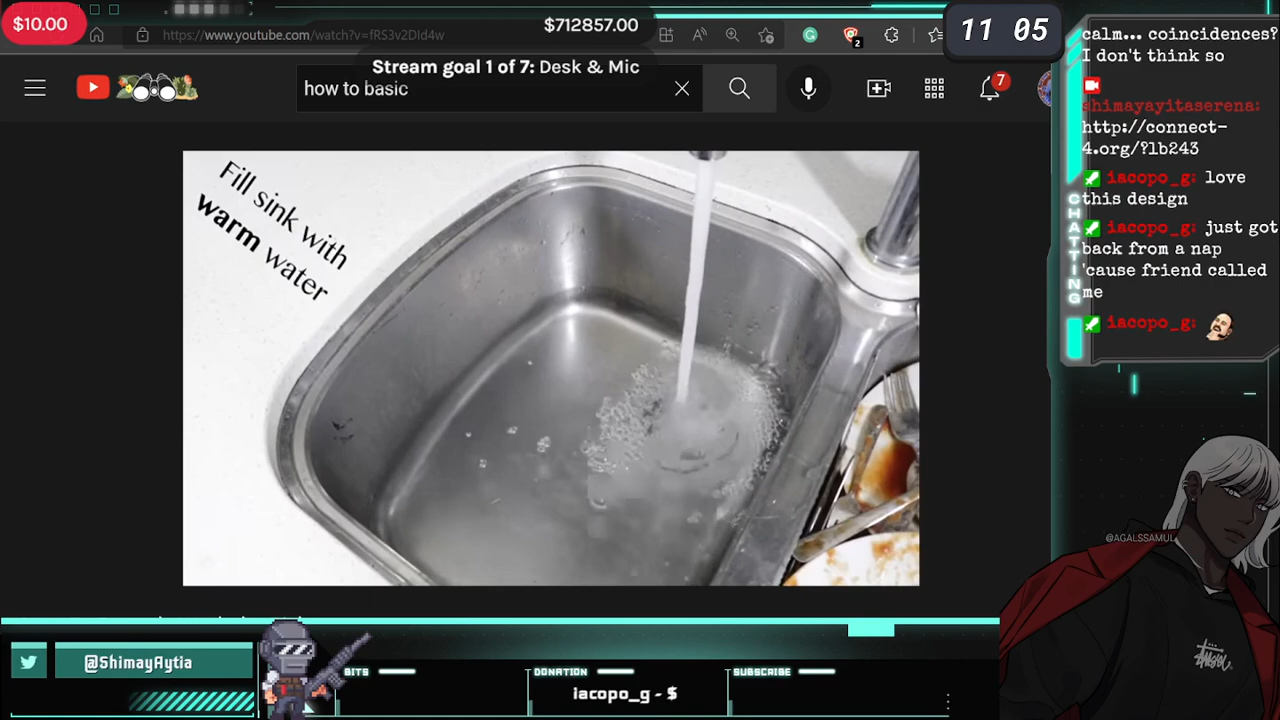 $10.00
$712857.00
11 05
https://www.youtube.com/watch?v=fRS3v2DId4w
2
Stream goal 1 of 7: Desk & Mic
how to basic
7
Fill sink with
warm water
calm... coincidences?
I don't think so
shimayayitaserena:
http://connect-
4.org/?1b243
iacopo_g: love
this design
iacopo_g: just got
back from a nap
'cause friend called
me
iacopo_g:
CHATTING
@AGALSSAMUL
@ShimayAytia
BITS
DONATION
iacopo_g - $
SUBSCRIBE